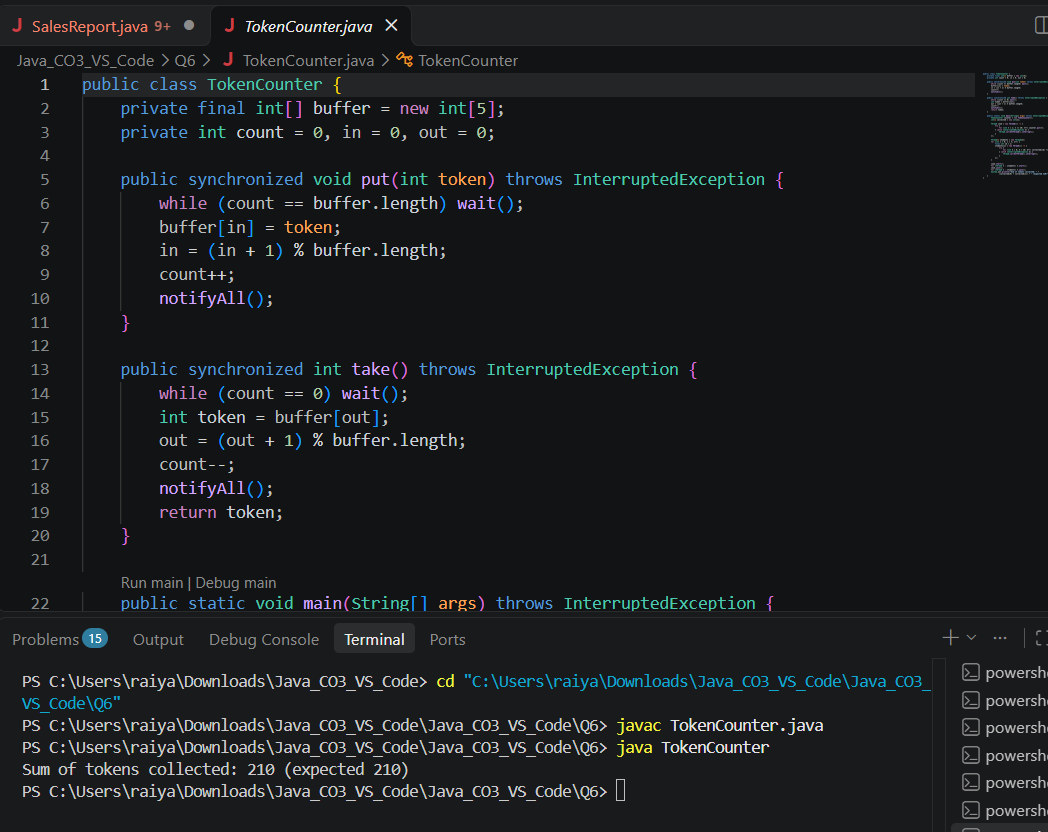 J SalesReport.java 9+ ●
J TokenCounter.java ×
Java_CO3_VS_Code > Q6 > J TokenCounter.java > TokenCounter
1 public class TokenCounter {
2 private final int[] buffer = new int[5];
3 private int count = 0, in = 0, out = 0;
4
5 public synchronized void put(int token) throws InterruptedException {
6 while (count == buffer.length) wait();
7 buffer[in] = token;
8 in = (in + 1) % buffer.length;
9 count++;
10 notifyAll();
11 }
12
13 public synchronized int take() throws InterruptedException {
14 while (count == 0) wait();
15 int token = buffer[out];
16 out = (out + 1) % buffer.length;
17 count--;
18 notifyAll();
19 return token;
20 }
21
Run main | Debug main
22 public static void main(String[] args) throws InterruptedException {
Problems 15 Output Debug Console Terminal Ports
PS C:\Users\raiya\Downloads\Java_CO3_VS_Code> cd "C:\Users\raiya\Downloads\Java_CO3_VS_Code\Java_CO3_
VS_Code\Q6"
PS C:\Users\raiya\Downloads\Java_CO3_VS_Code\Java_CO3_VS_Code\Q6> javac TokenCounter.java
PS C:\Users\raiya\Downloads\Java_CO3_VS_Code\Java_CO3_VS_Code\Q6> java TokenCounter
Sum of tokens collected: 210 (expected 210)
PS C:\Users\raiya\Downloads\Java_CO3_VS_Code\Java_CO3_VS_Code\Q6>
powershe
powershe
powershe
powershe
powershe
powershe